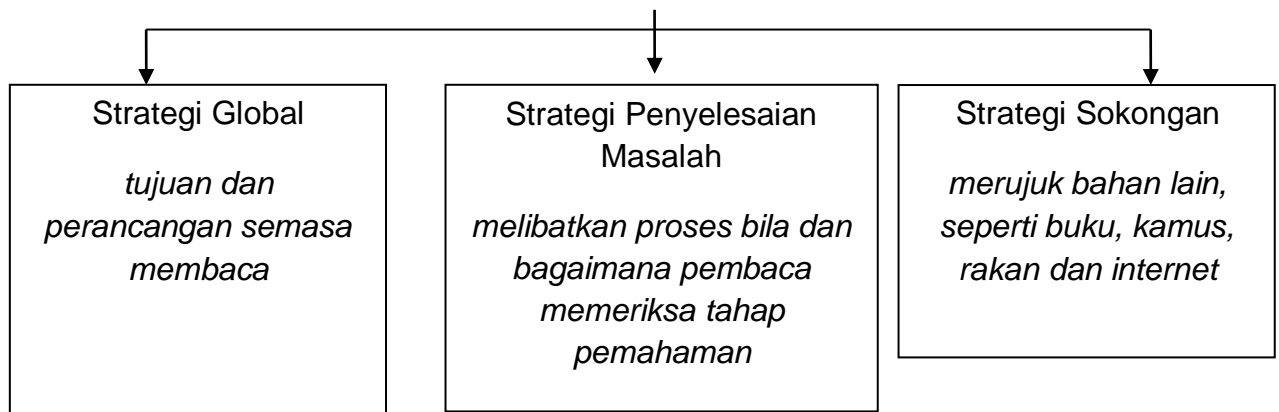 Strategi Global
tujuan dan
perancangan semasa
membaca
Strategi Penyelesaian
Masalah
melibatkan proses bila dan
bagaimana pembaca
memeriksa tahap
pemahaman
Strategi Sokongan
merujuk bahan lain,
seperti buku, kamus,
rakan dan internet